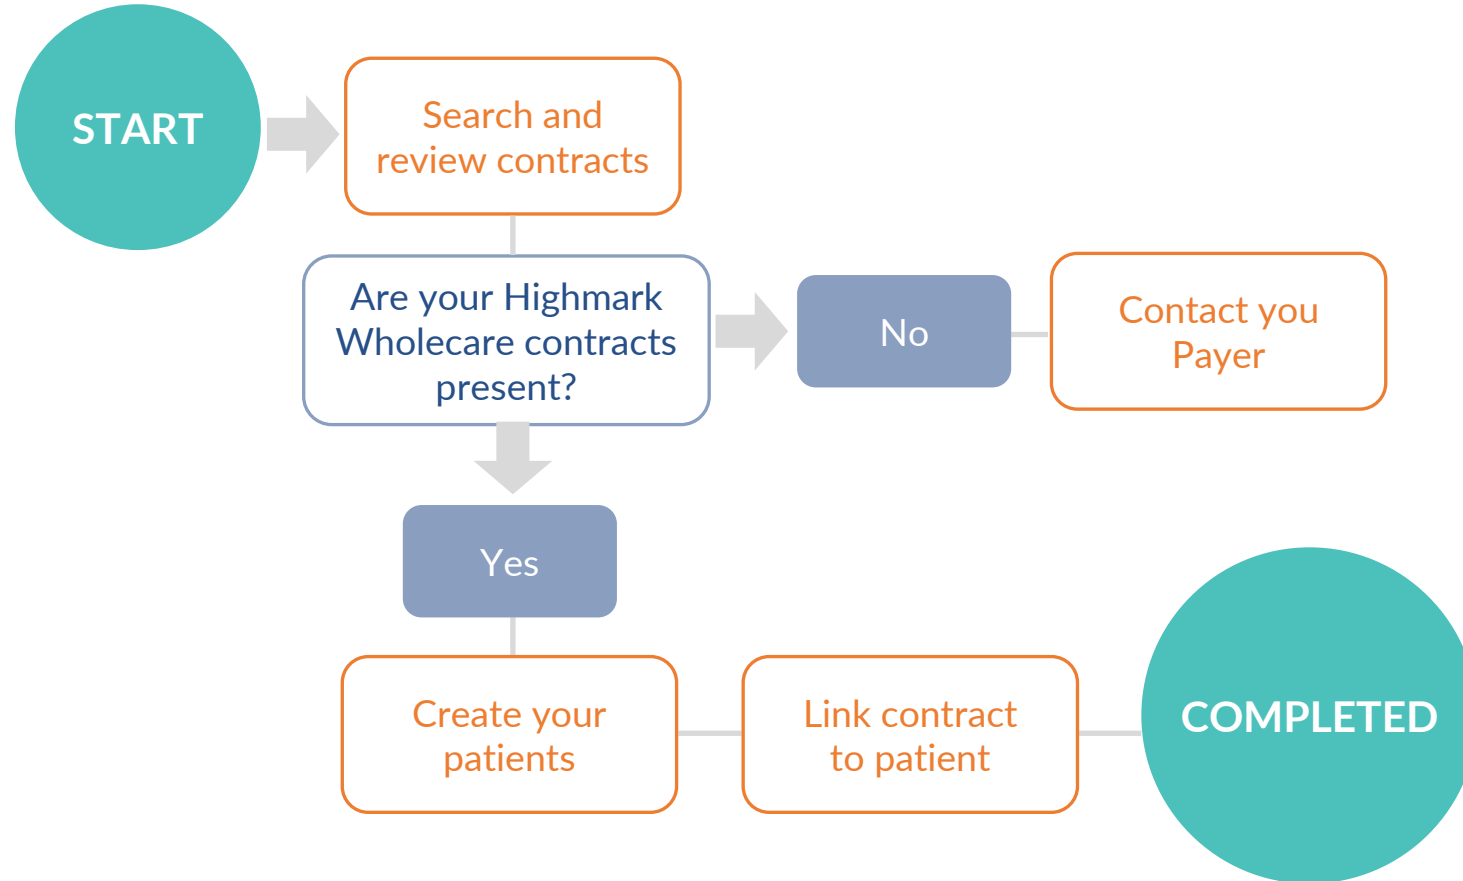 START
Search and
review contracts
Are your Highmark
Wholecare contracts
present?
No
Contact you
Payer
Yes
Create your
patients
Link contract
to patient
COMPLETED